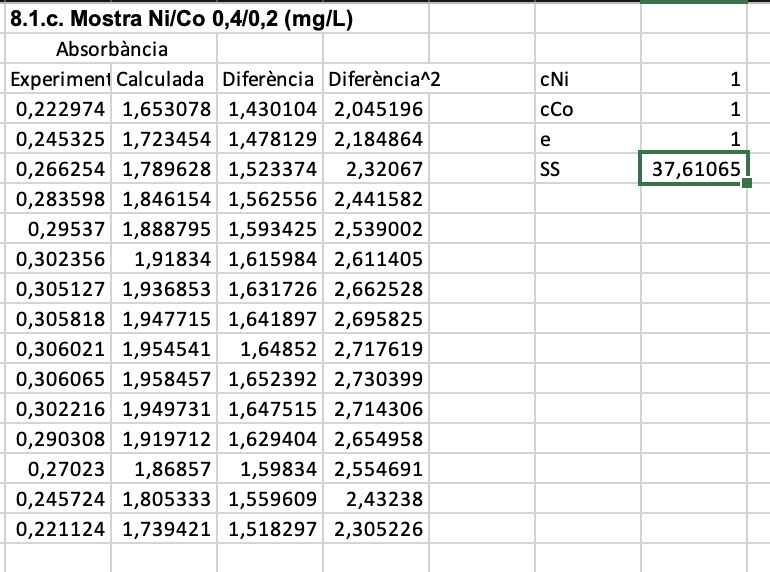 8.1.c. Mostra Ni/Co 0,4/0,2 (mg/L)
Absorbància
Experiment Calculada Diferència Diferència^2 cNi 1
0,222974 1,653078 1,430104 2,045196 cCo 1
0,245325 1,723454 1,478129 2,184864 e 1
0,266254 1,789628 1,523374 2,32067 SS 37,61065
0,283598 1,846154 1,562556 2,441582
0,29537 1,888795 1,593425 2,539002
0,302356 1,91834 1,615984 2,611405
0,305127 1,936853 1,631726 2,662528
0,305818 1,947715 1,641897 2,695825
0,306021 1,954541 1,64852 2,717619
0,306065 1,958457 1,652392 2,730399
0,302216 1,949731 1,647515 2,714306
0,290308 1,919712 1,629404 2,654958
0,27023 1,86857 1,59834 2,554691
0,245724 1,805333 1,559609 2,43238
0,221124 1,739421 1,518297 2,305226